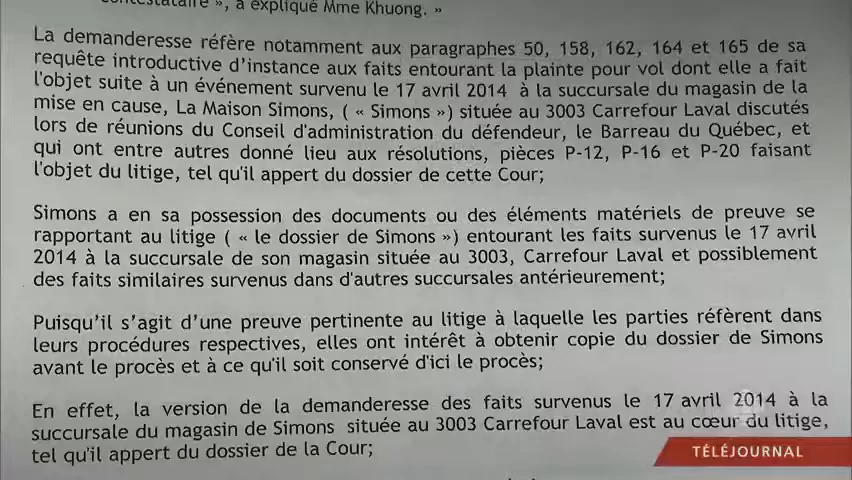 contestataire », a expliqué Mme Khuong. »
La demanderesse réfère notamment aux paragraphes 50, 158, 162, 164 et 165 de sa
requête introductive d'instance aux faits entourant la plainte pour vol dont elle a fait
l'objet suite à un événement survenu le 17 avril 2014 à la succursale du magasin de la
mise en cause, La Maison Simons, ( « Simons ») située au 3003 Carrefour Laval discutés
lors de réunions du Conseil d'administration du défendeur, le Barreau du Québec, et
qui ont entre autres donné lieu aux résolutions, pièces P-12, P-16 et P-20 faisant
l'objet du litige, tel qu'il appert du dossier de cette Cour;
Simons a en sa possession des documents ou des éléments matériels de preuve se
rapportant au litige ( « le dossier de Simons ») entourant les faits survenus le 17 avril
2014 à la succursale de son magasin située au 3003, Carrefour Laval et possiblement
des faits similaires survenus dans d'autres succursales antérieurement;
Puisqu'il s'agit d'une preuve pertinente au litige à laquelle les parties réfèrent dans
leurs procédures respectives, elles ont intérêt à obtenir copie du dossier de Simons
avant le procès et à ce qu'il soit conservé d'ici le procès;
En effet, la version de la demanderesse des faits survenus le 17 avril 2014 à la
succursale du magasin de Simons située au 3003 Carrefour Laval est au cœur du litige,
tel qu'il appert du dossier de la Cour;
TÉLÉJOURNAL